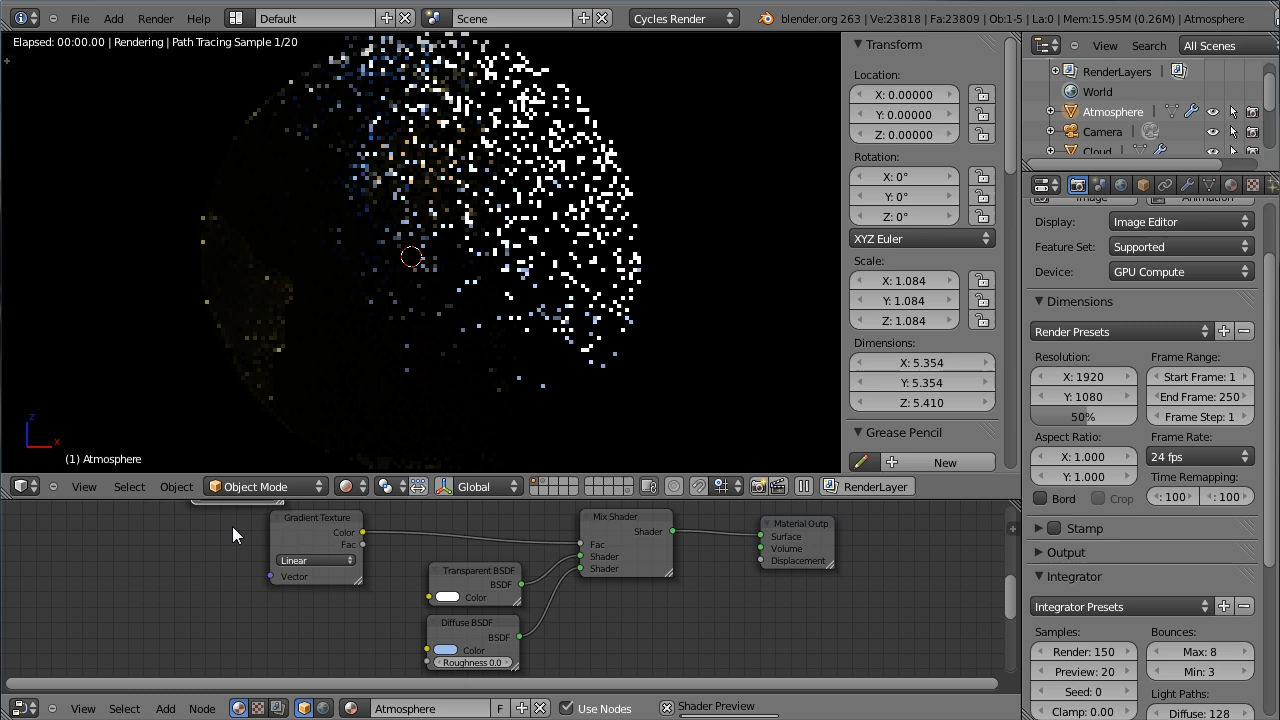 File Add Render Help Default Scene Cycles Render blender.org 263 | Ve:23818 | Fa:23809 | Ob:1-5 | La:0 | Mem:15.95M (0.26M) | Atmosphere
Elapsed: 00:00.00 | Rendering | Path Tracing Sample 1/20
z
x
(1) Atmosphere
Transform
Location:
X: 0.00000
Y: 0.00000
Z: 0.00000
Rotation:
X: 0°
Y: 0°
Z: 0°
XYZ Euler
Scale:
X: 1.084
Y: 1.084
Z: 1.084
Dimensions:
X: 5.354
Y: 5.354
Z: 5.410
Grease Pencil
New
View Search All Scenes
RenderLayers
World
Atmosphere
Camera
Cloud
Image Animation
Display: Image Editor
Feature Set: Supported
Device: GPU Compute
Dimensions
Render Presets
Resolution: Frame Range:
X: 1920 Start Frame: 1
Y: 1080 End Frame: 250
50% Frame Step: 1
Aspect Ratio: Frame Rate:
X: 1.000 24 fps
Y: 1.000 Time Remapping:
Bord Crop : 100 : 100
Stamp
Output
Integrator
Integrator Presets
Samples: Bounces:
Render: 150 Max: 8
Preview: 20 Min: 3
Seed: 0 Light Paths:
Clamp: 0.00 Diffuse: 128
View Select Object Object Mode Global RenderLayer
Gradient Texture
Color
Fac
Linear
Vector
Transparent BSDF
BSDF
Color
Diffuse BSDF
BSDF
Color
Roughness 0.0
Mix Shader
Shader
Fac
Shader
Shader
Material Outp
Surface
Volume
Displacement
View Select Add Node Atmosphere F Use Nodes Shader Preview